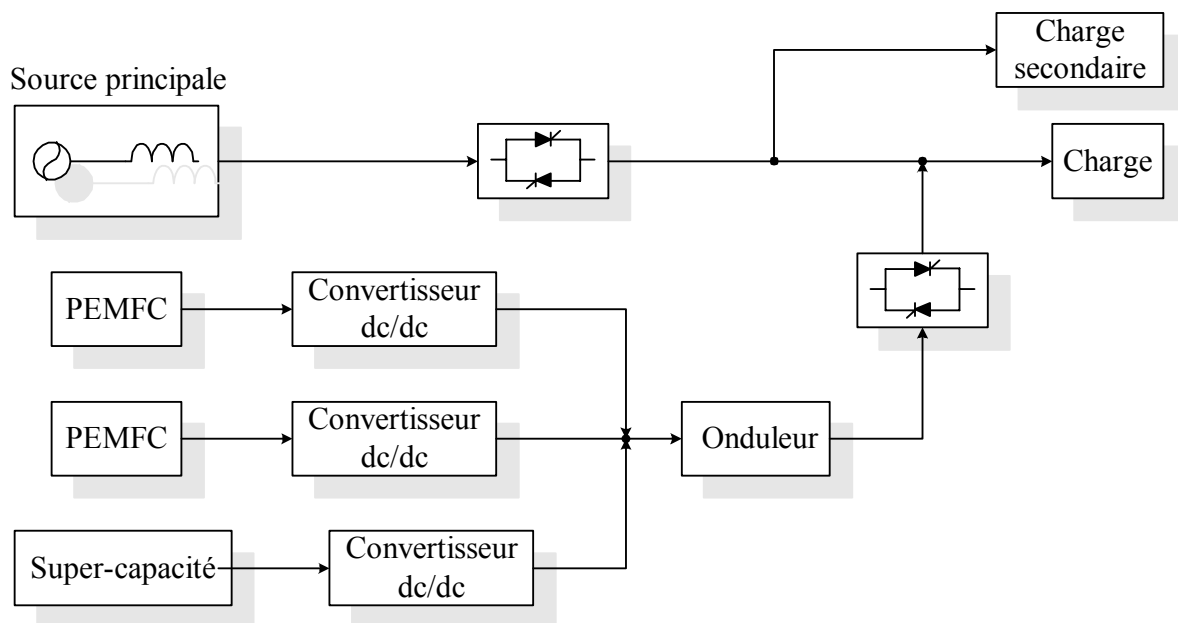 Charge
secondaire
Source principale
Charge
PEMFC
Convertisseur
dc/dc
PEMFC
Convertisseur
dc/dc
Onduleur
Super-capacité
Convertisseur
dc/dc